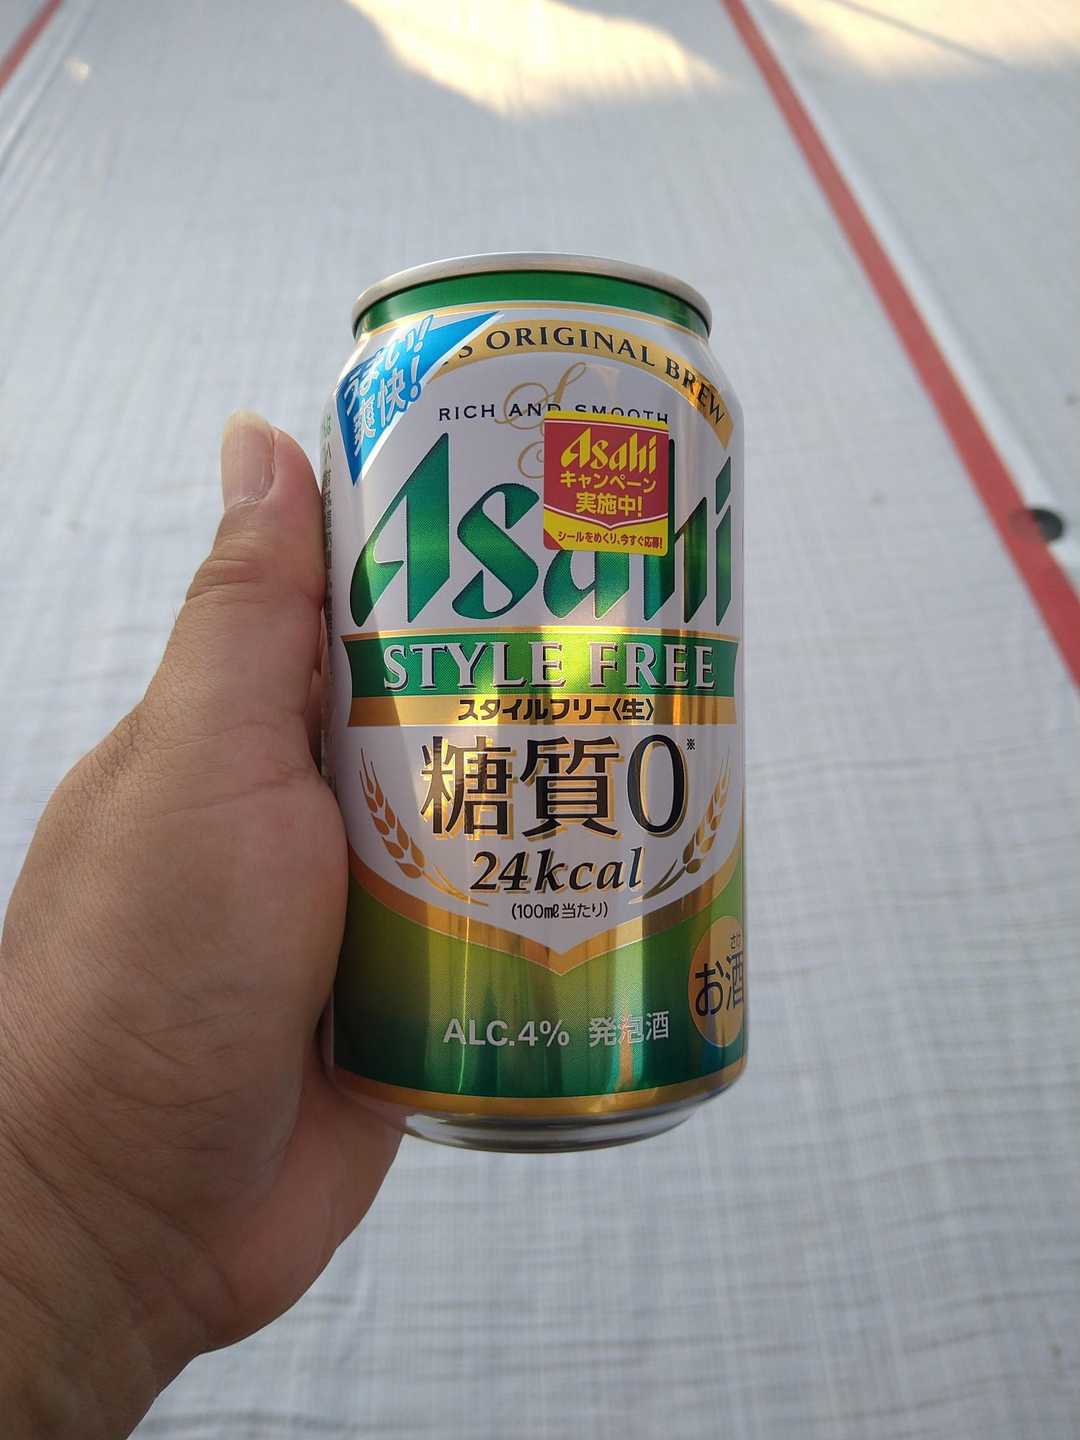 うまい!
爽快!
'S ORIGINAL BREW
RICH AND SMOOTH
Asahi
Asahi
キャンペーン
実施中!
シールをめくり、今すぐ応募!
STYLE FREE
スタイルフリー〈生〉
糖質0※
24kcal
(100ml当たり)
さけ
お酒
ALC.4% 発泡酒